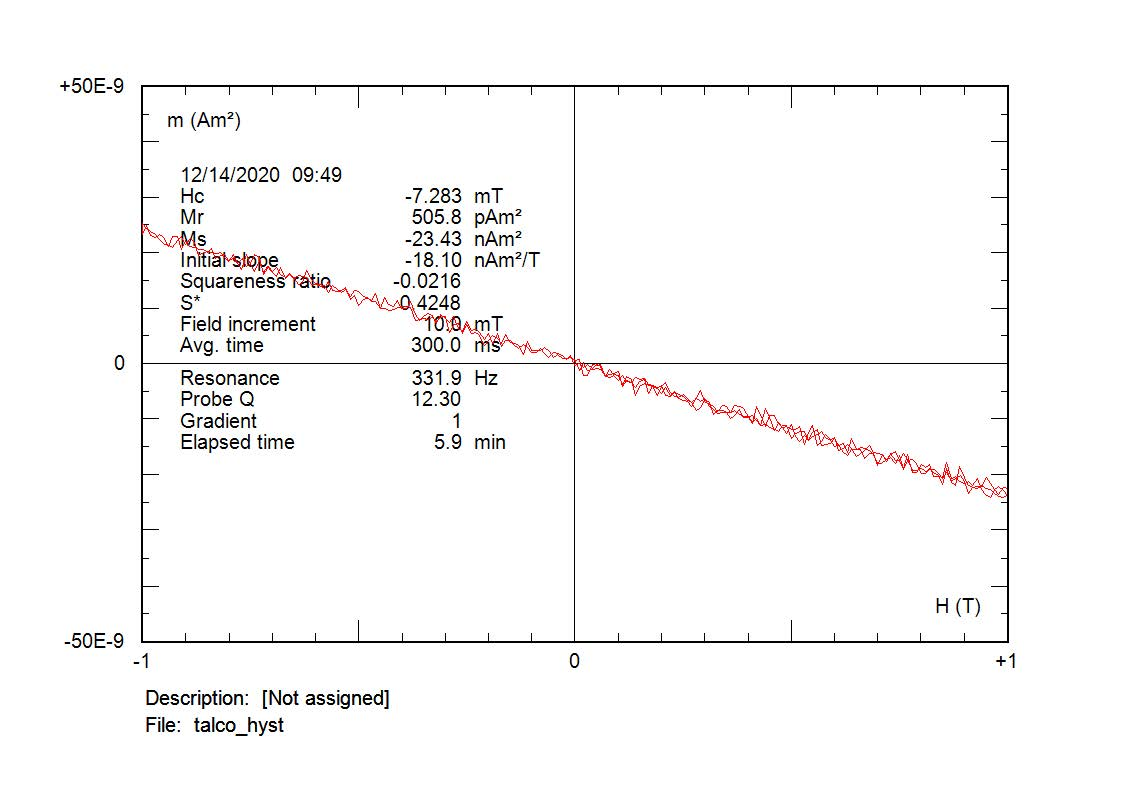 +50E-9
m (Am²)
12/14/2020 09:49
Hc -7.283 mT
Mr 505.8 pAm²
Ms -23.43 nAm²
Initial slope -18.10 nAm²/T
Squareness ratio -0.0216
S* 0.4248
Field increment 10.0 mT
Avg. time 300.0 ms
0
Resonance 331.9 Hz
Probe Q 12.30
Gradient 1
Elapsed time 5.9 min
H (T)
-50E-9
-1 0 +1
Description: [Not assigned]
File: talco_hyst